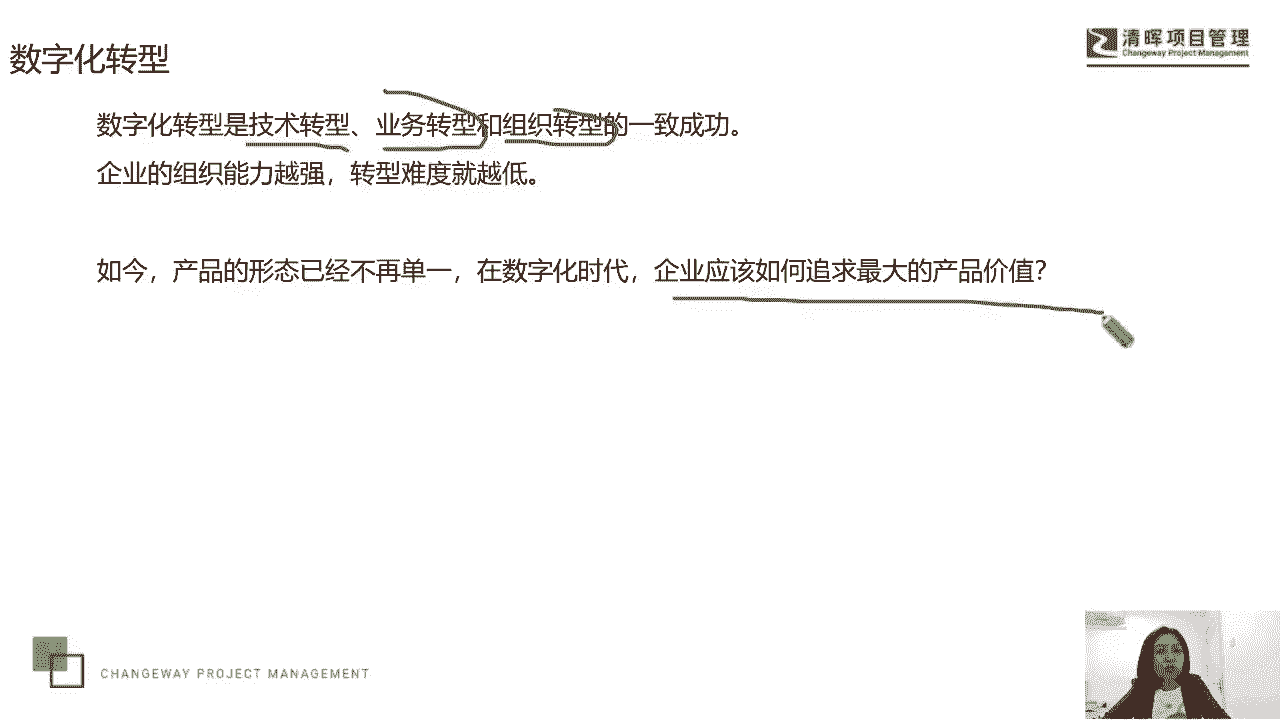 数字化转型
清晖项目管理
Changeway Project Management
数字化转型是技术转型、业务转型和组织转型的一致成功。
企业的组织能力越强，转型难度就越低。
如今，产品的形态已经不再单一，在数字化时代，企业应该如何追求最大的产品价值？
CHANGEWAY PROJECT MANAGEMENT